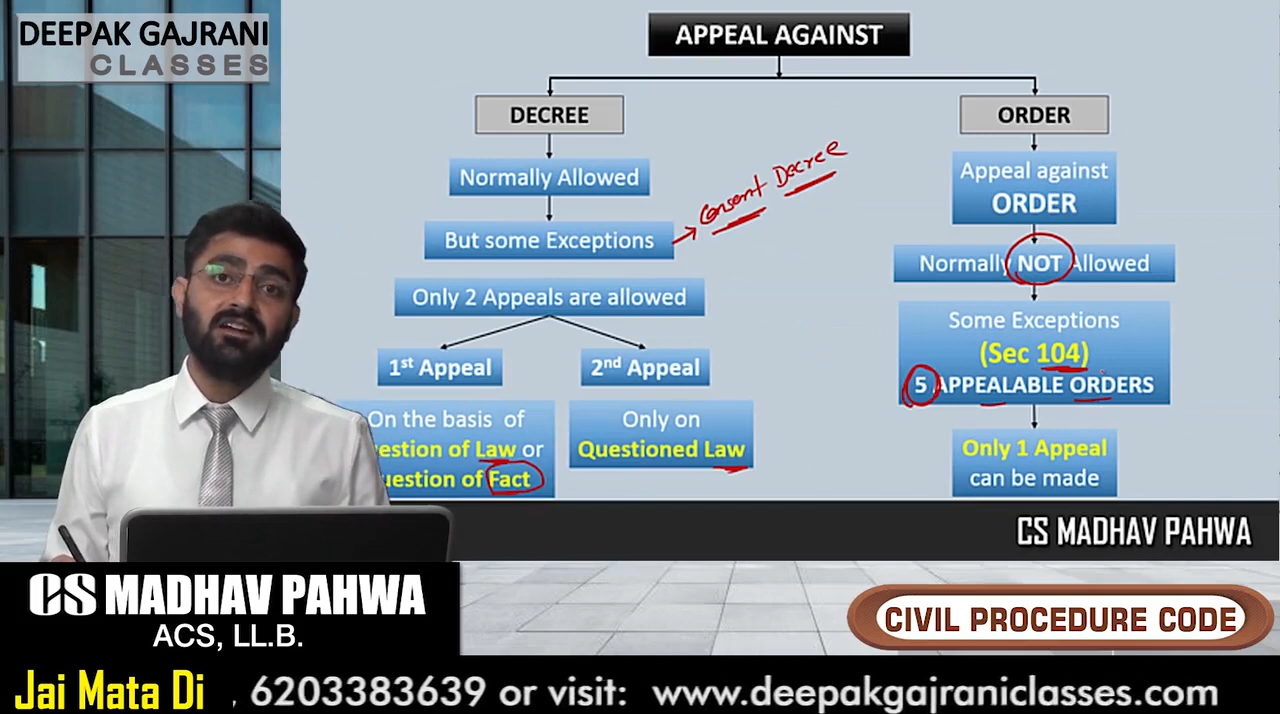 DEEPAK GAJRANI
CLASSES
APPEAL AGAINST
DECREE
Normally Allowed
But some Exceptions
Consent Decree
Only 2 Appeals are allowed
1st Appeal
On the basis of
estion of Law or
uestion of Fact
2nd Appeal
Only on
Questioned Law
ORDER
Appeal against
ORDER
Normally NOT Allowed
Some Exceptions
(Sec 104)
5 APPEALABLE ORDERS
Only 1 Appeal
can be made
CS MADHAV PAHWA
CS MADHAV PAHWA
ACS, LL.B.
CIVIL PROCEDURE CODE
Jai Mata Di , 6203383639 or visit: www.deepakgajraniclasses.com